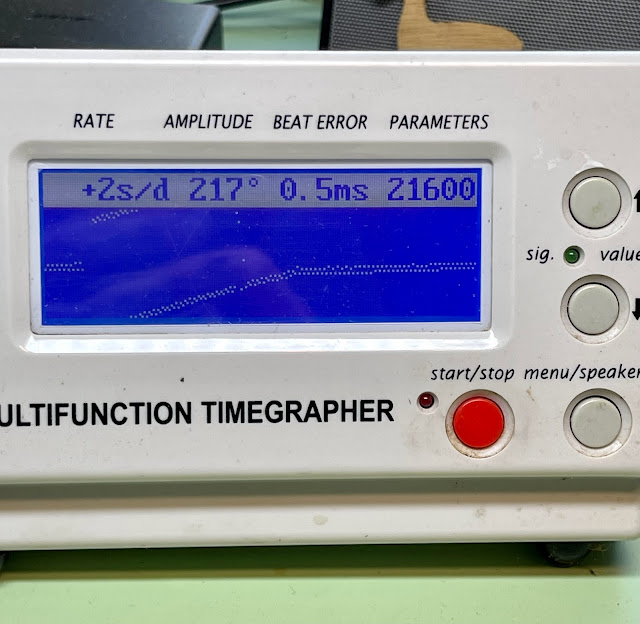 RATE AMPLITUDE BEAT ERROR PARAMETERS
+2s/d 217° 0.5ms 21600
sig. value
start/stop menu/speaker
ULTIFUNCTION TIMEGRAPHER